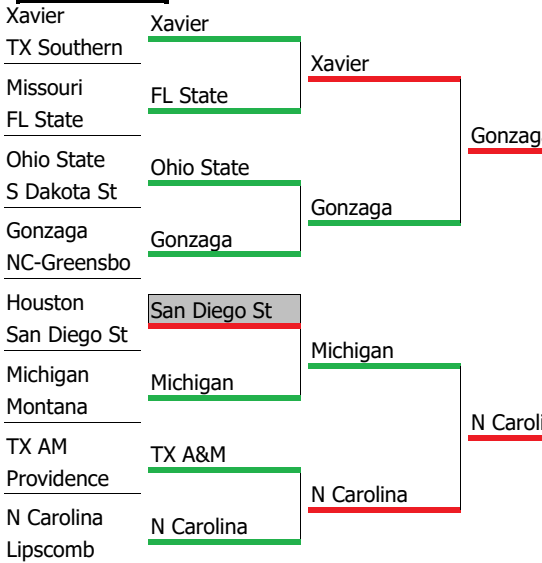 Xavier
TX Southern
Missouri
FL State
Ohio State
S Dakota St
Gonzaga
NC-Greensbo
Houston
San Diego St
Michigan
Montana
TX AM
Providence
N Carolina
Lipscomb
Xavier
FL State
Ohio State
Gonzaga
San Diego St
Michigan
TX A&M
N Carolina
Xavier
Gonzaga
Michigan
N Carolina
Gonzag
N Caroli